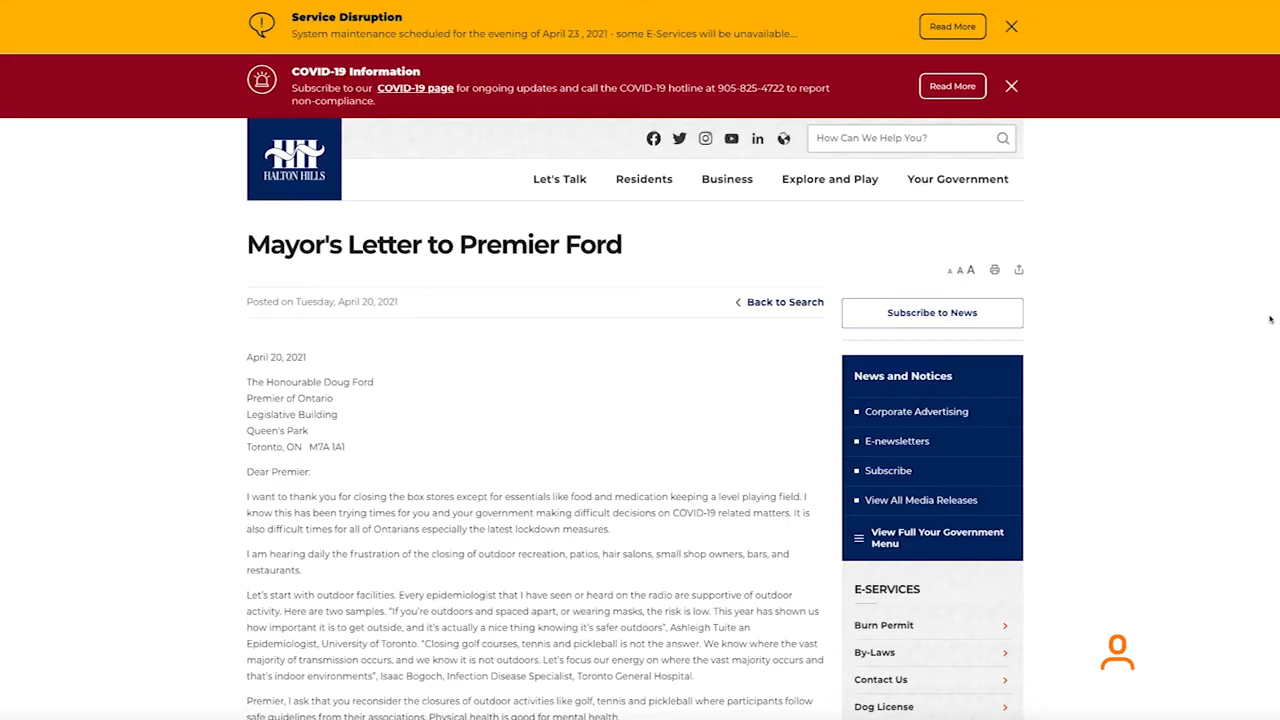 Service Disruption
System maintenance scheduled for the evening of April 23 , 2021 - some E-Services will be unavailable...
Read More
COVID-19 Information
Subscribe to our COVID-19 page for ongoing updates and call the COVID-19 hotline at 905-825-4722 to report
non-compliance.
Read More
HALTON HILLS
How Can We Help You?
Let's Talk
Residents
Business
Explore and Play
Your Government
Mayor's Letter to Premier Ford
A A A
Posted on Tuesday, April 20, 2021
Back to Search
Subscribe to News
April 20, 2021
The Honourable Doug Ford
Premier of Ontario
Legislative Building
Queen's Park
Toronto, ON M7A 1A1
Dear Premier:
I want to thank you for closing the box stores except for essentials like food and medication keeping a level playing field. I
know this has been trying times for you and your government making difficult decisions on COVID-19 related matters. It is
also difficult times for all of Ontarians especially the latest lockdown measures.
I am hearing daily the frustration of the closing of outdoor recreation, patios, hair salons, small shop owners, bars, and
restaurants.
Let's start with outdoor facilities. Every epidemiologist that I have seen or heard on the radio are supportive of outdoor
activity. Here are two samples. "If you're outdoors and spaced apart, or wearing masks, the risk is low. This year has shown us
how important it is to get outside, and it's actually a nice thing knowing it's safer outdoors", Ashleigh Tuite an
Epidemiologist, University of Toronto. "Closing golf courses, tennis and pickleball is not the answer. We know where the vast
majority of transmission occurs, and we know it is not outdoors. Let's focus our energy on where the vast majority occurs and
that's indoor environments", Isaac Bogoch, Infection Disease Specialist, Toronto General Hospital.
Premier, I ask that you reconsider the closures of outdoor activities like golf, tennis and pickleball where participants follow
safe guidelines from their associations. Physical health is good for mental health.
News and Notices
Corporate Advertising
E-newsletters
Subscribe
View All Media Releases
View Full Your Government
Menu
E-SERVICES
Burn Permit
By-Laws
Contact Us
Dog License